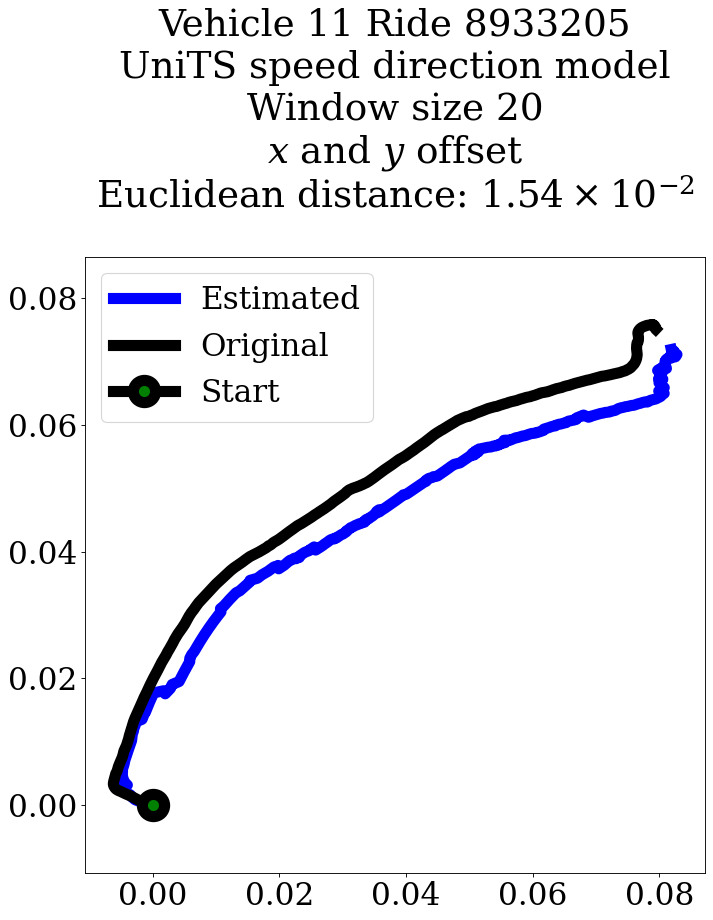 Vehicle 11 Ride 8933205
UniTS speed direction model
Window size 20
x and y offset
Euclidean distance: 1.54 × 10⁻²
Estimated
Original
Start
0.08
0.06
0.04
0.02
0.00
0.00 0.02 0.04 0.06 0.08